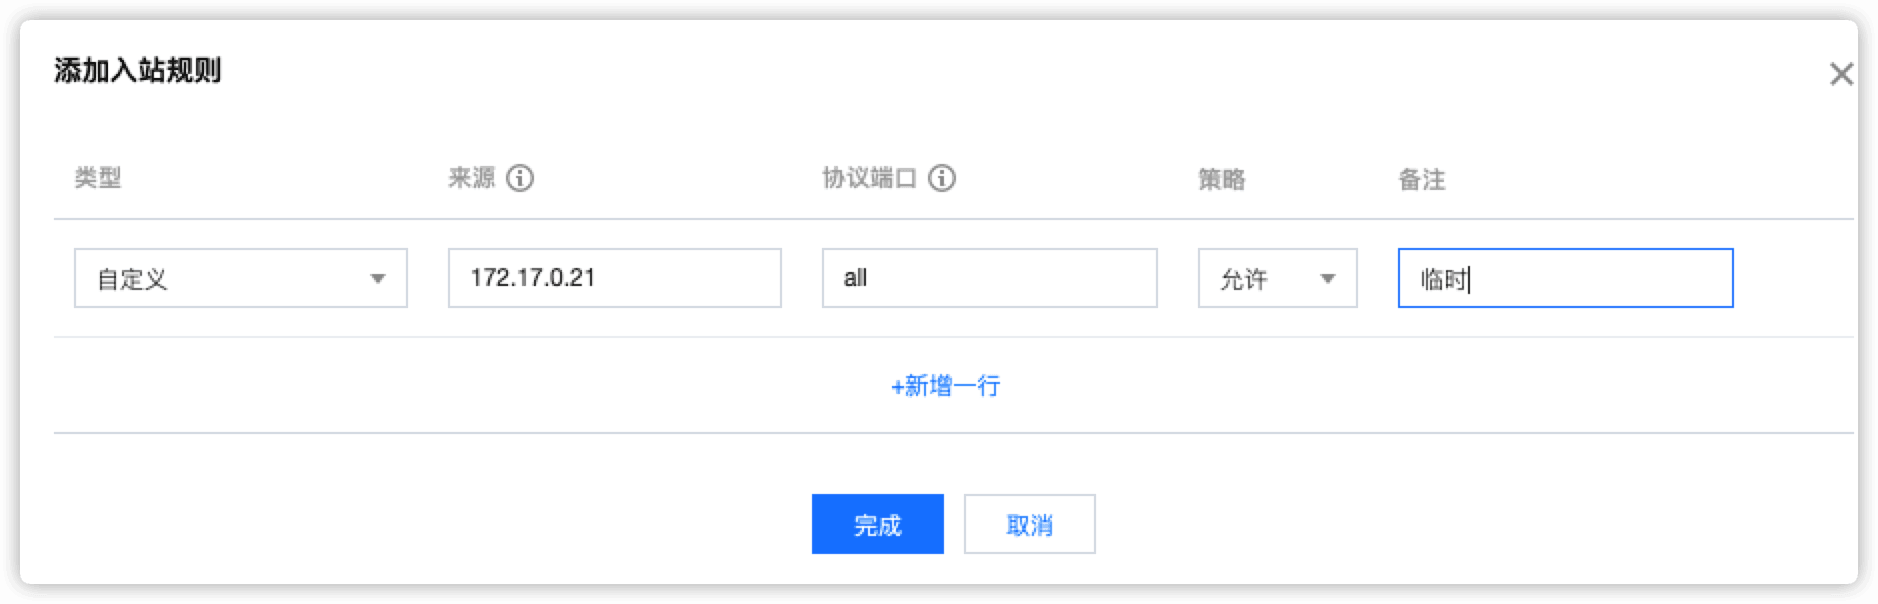 添加入站规则
类型 来源 协议端口 策略 备注
自定义 172.17.0.21 all 允许 临时
+新增一行
完成 取消